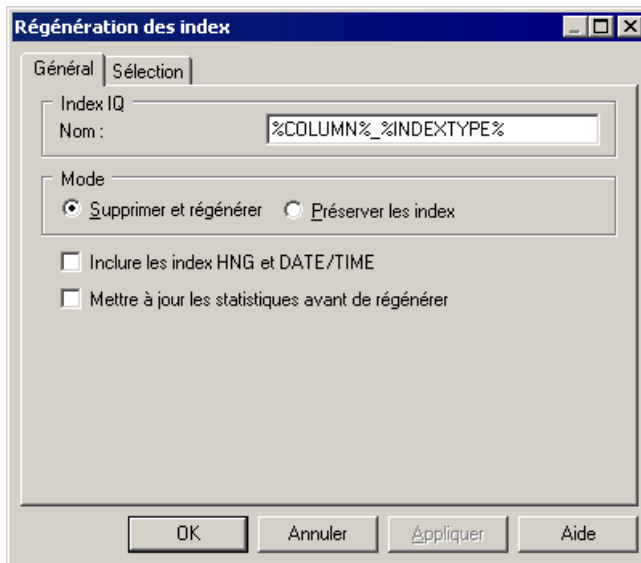 Régénération des index
Général Sélection
Index IQ
Nom : %COLUMN%_%INDEXTYPE%
Mode
Supprimer et régénérer Préserver les index
Inclure les index HNG et DATE/TIME
Mettre à jour les statistiques avant de régénérer
OK Annuler Appliquer Aide